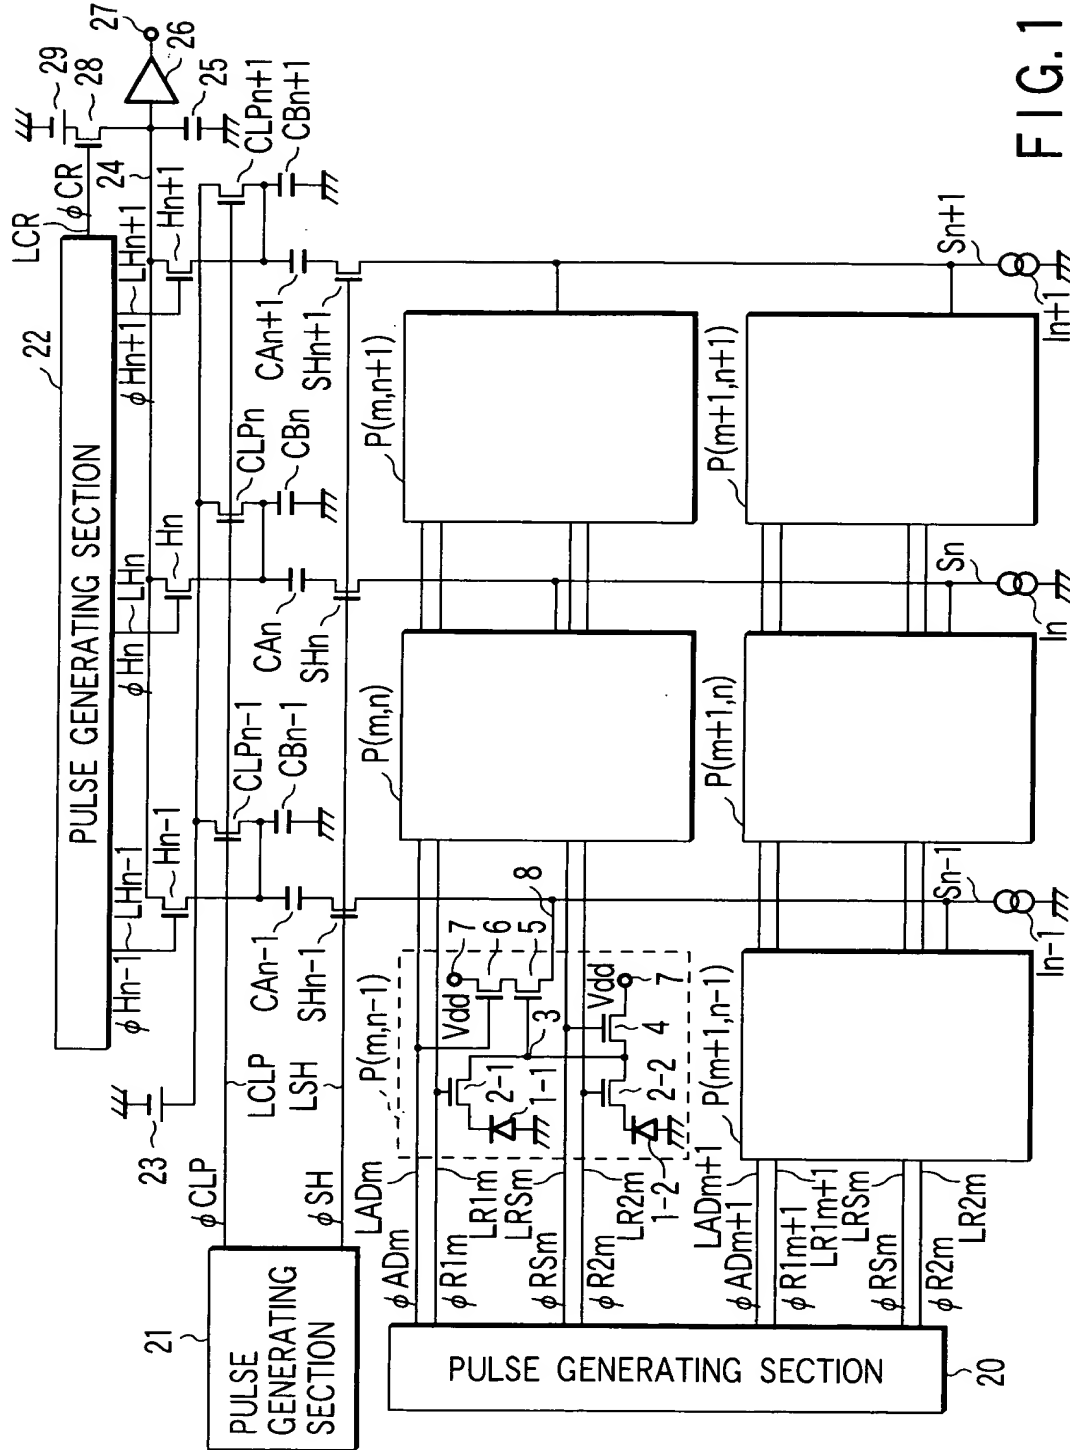 FIG. 1
22
PULSE GENERATING SECTION
LCR
φCR
29
28
27
26
25
24
φHn-1
LHn-1
Hn-1
φHn
LHn
Hn
φHn+1
LHn+1
Hn+1
23
21
PULSE
GENERATING
SECTION
φCLP
LCLP
φSH
LSH
CLPn-1
CBn-1
CAn-1
SHn-1
CLPn
CBn
CAn
SHn
CLPn+1
CBn+1
CAn+1
SHn+1
P(m,n-1)
P(m,n)
P(m,n+1)
φADm
LADm
φR1m
LR1m
φRSm
LRSm
φR2m
LR2m
Vdd
7
6
5
8
3
2-1
1-1
Vdd
7
4
2-2
1-2
P(m+1,n-1)
P(m+1,n)
P(m+1,n+1)
φADm+1
LADm+1
φR1m+1
LR1m+1
φRSm
LRSm
φR2m
LR2m
Sn-1
In-1
Sn
In
Sn+1
In+1
PULSE GENERATING SECTION
20